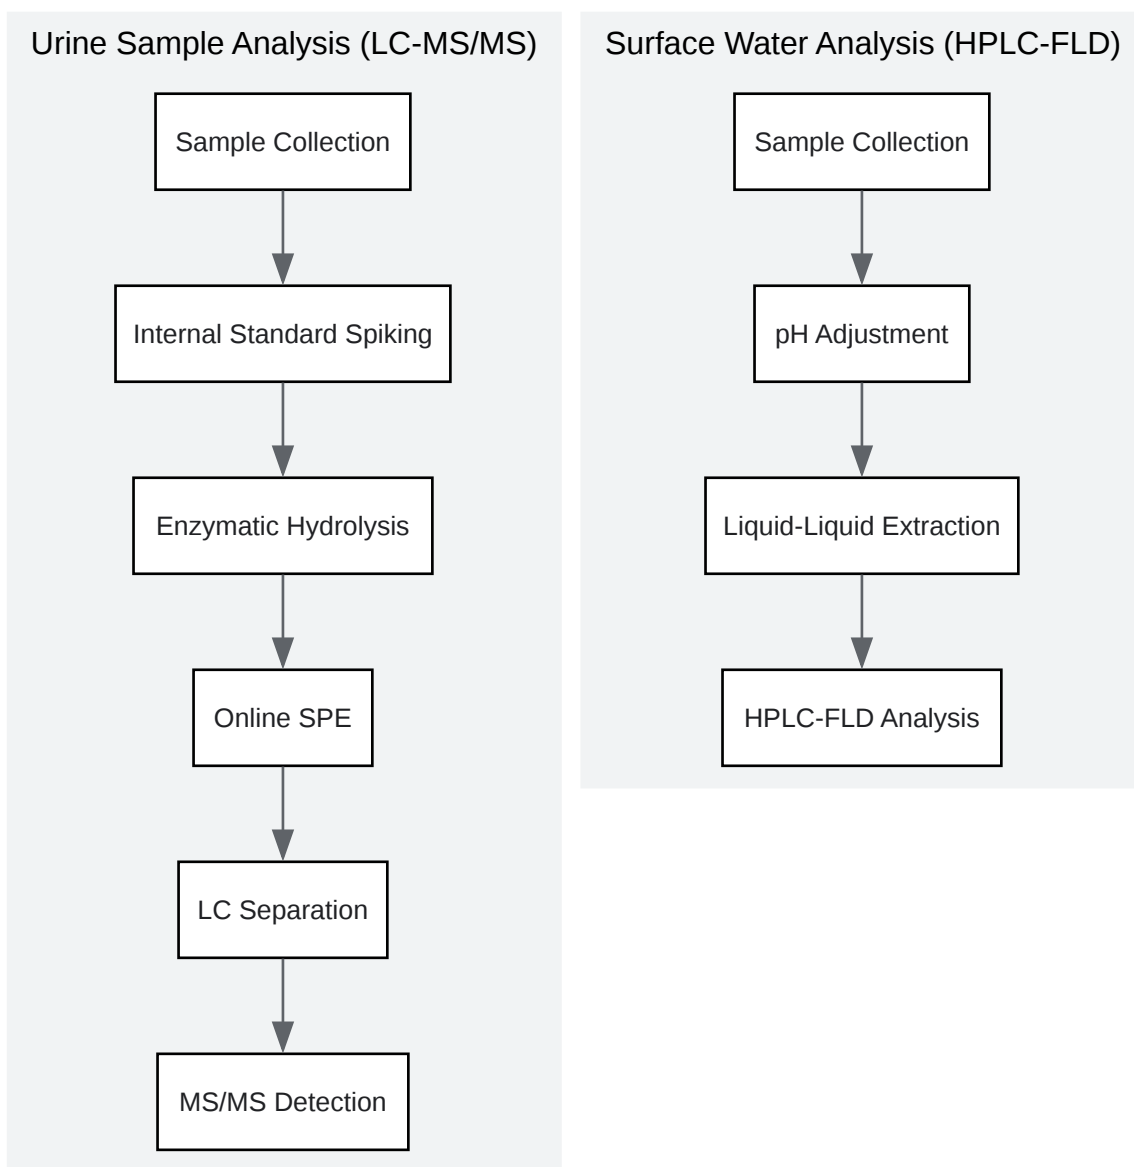 Urine Sample Analysis (LC-MS/MS)
Sample Collection
Internal Standard Spiking
Enzymatic Hydrolysis
Online SPE
LC Separation
MS/MS Detection
Surface Water Analysis (HPLC-FLD)
Sample Collection
pH Adjustment
Liquid-Liquid Extraction
HPLC-FLD Analysis